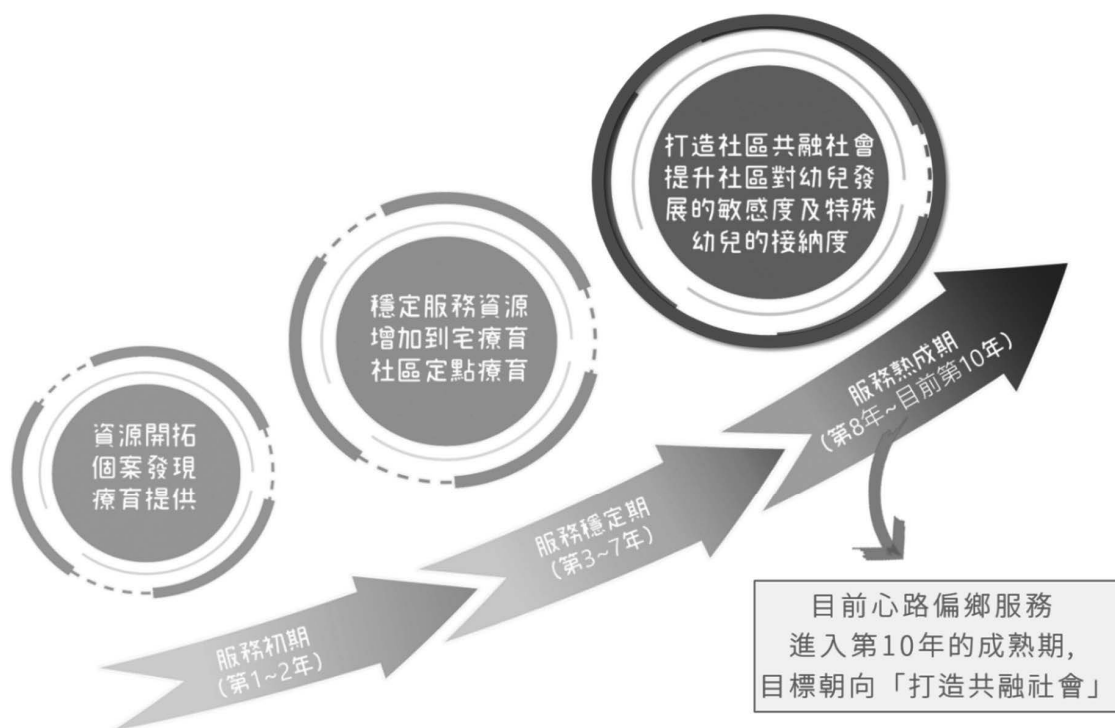 打造社區共融社會
提升社區對幼兒發
展的敏感度及特殊
幼兒的接納度
穩定服務資源
增加到宅療育
社區定點療育
資源開拓
個案發現
療育提供
服務初期
(第1~2年)
服務穩定期
(第3~7年)
服務熟成期
(第8年~目前第10年)
目前心路偏鄉服務
進入第10年的成熟期,
目標朝向「打造共融社會」